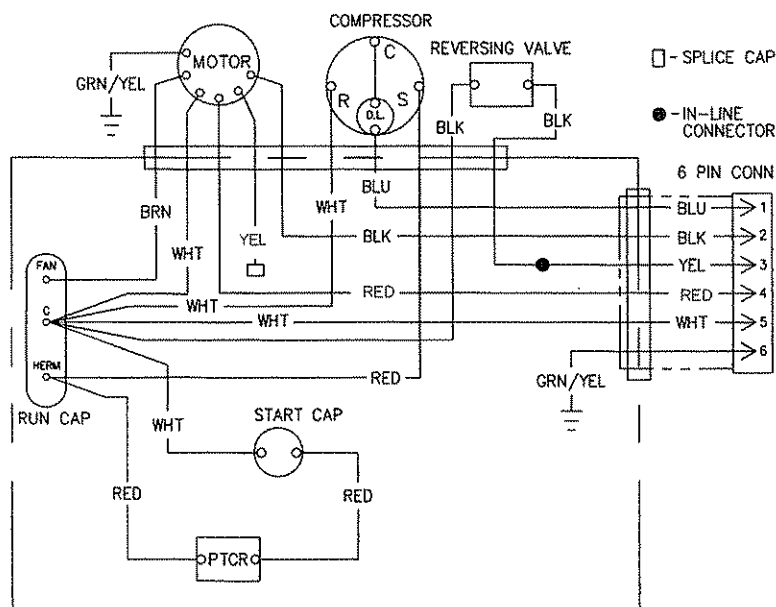 COMPRESSOR
REVERSING VALVE
- SPLICE CAP
- IN-LINE
CONNECTOR
MOTOR
C
R
S
D.L.
GRN/YEL
BLK
BLK
6 PIN CONN
BLU
WHT
BRN
WHT
YEL
BLU
1
BLK
BLK
2
YEL
3
RED
RED
4
WHT
WHT
WHT
5
6
GRN/YEL
FAN
C
HERM
RUN CAP
RED
WHT
START CAP
RED
RED
PTCR